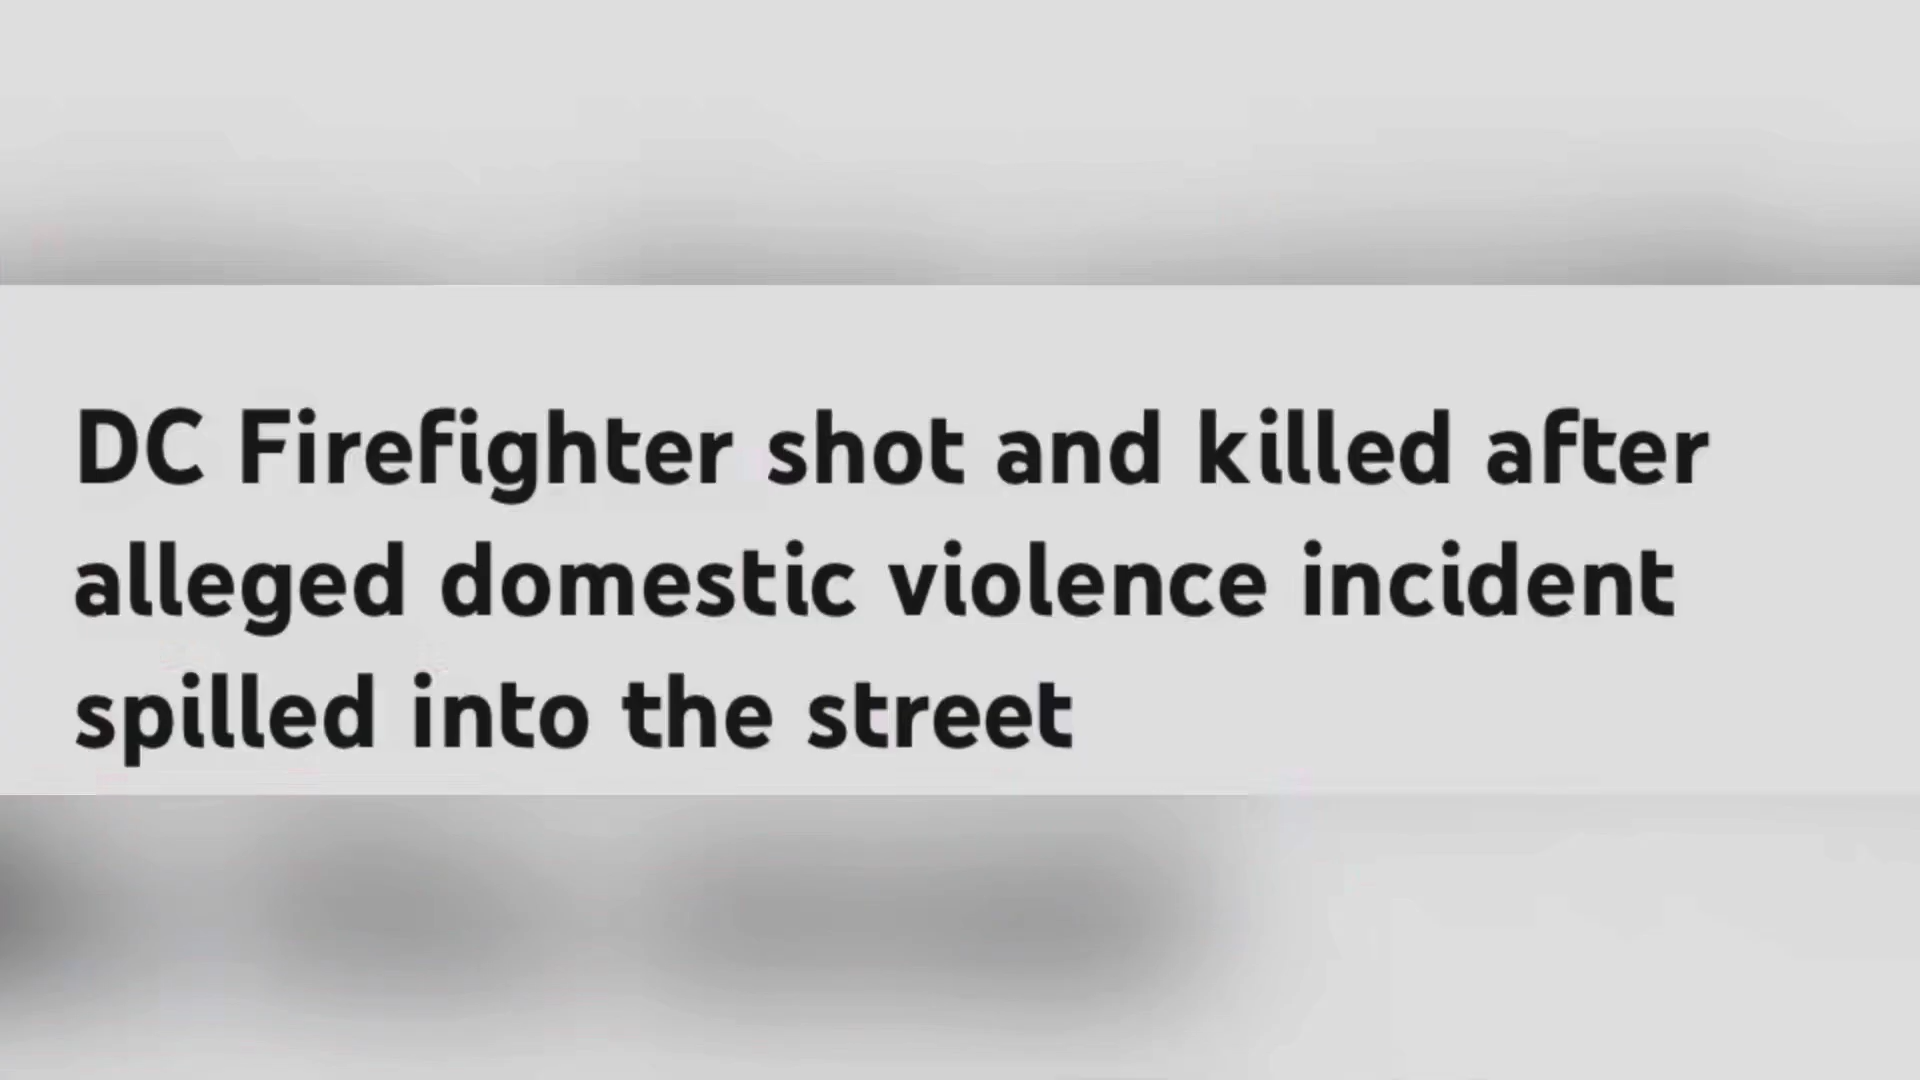 DC Firefighter shot and killed after
alleged domestic violence incident
spilled into the street